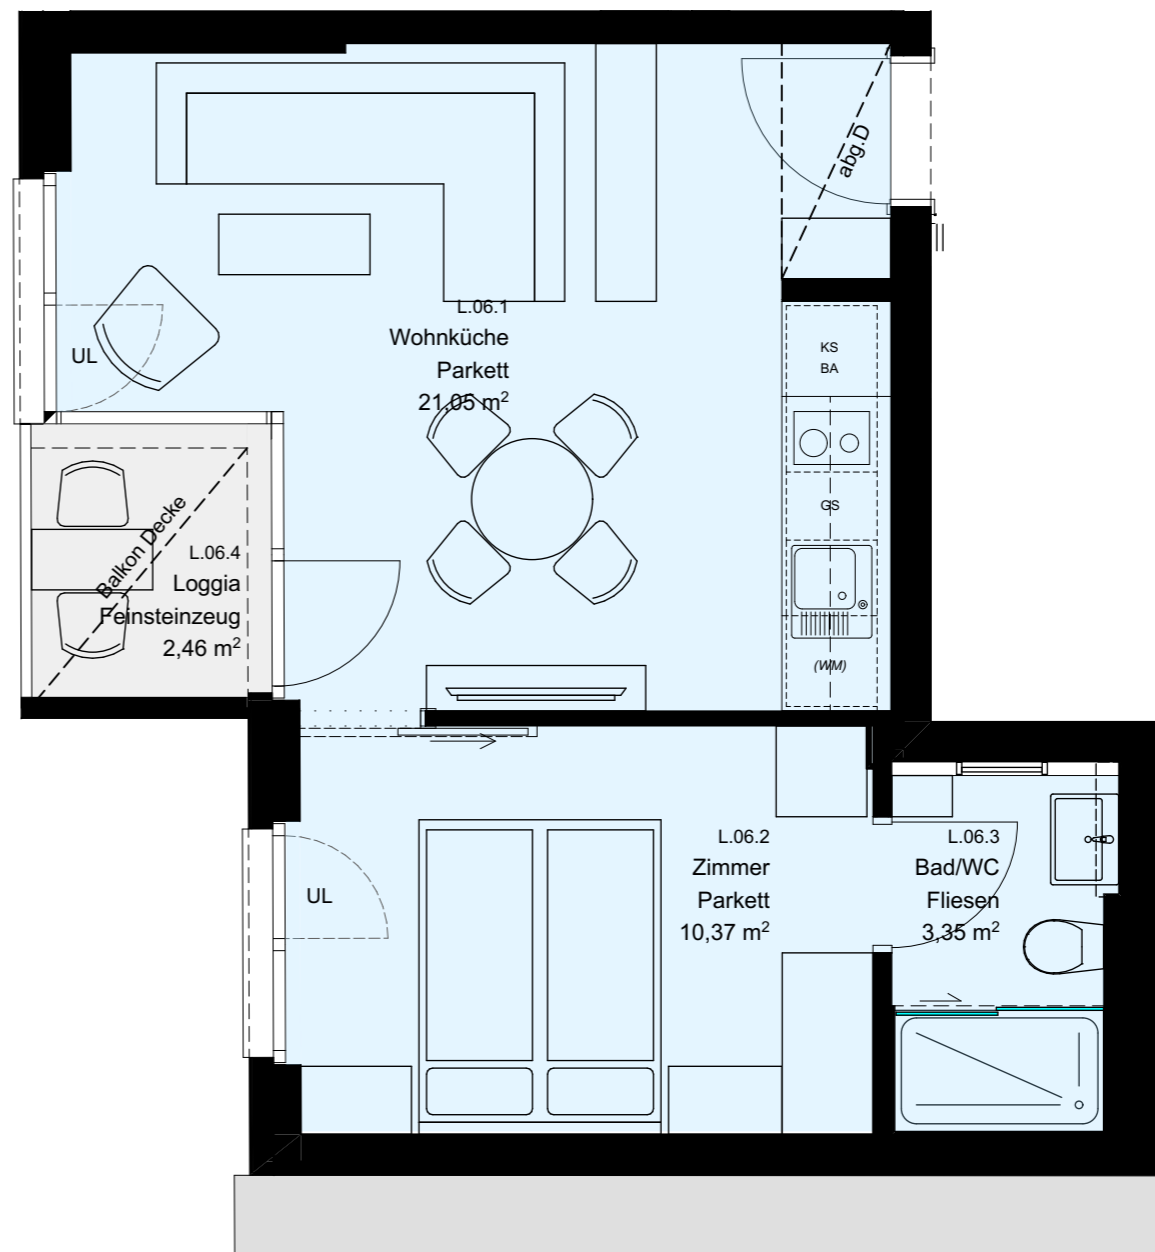 abg.D
L.06.1
Wohnküche
Parkett
21,05 m²
UL
KS
BA
GS
(WM)
Balkon Decke
L.06.4
Loggia
Feinsteinzeug
2,46 m²
L.06.2
Zimmer
Parkett
10,37 m²
UL
L.06.3
Bad/WC
Fliesen
3,35 m²